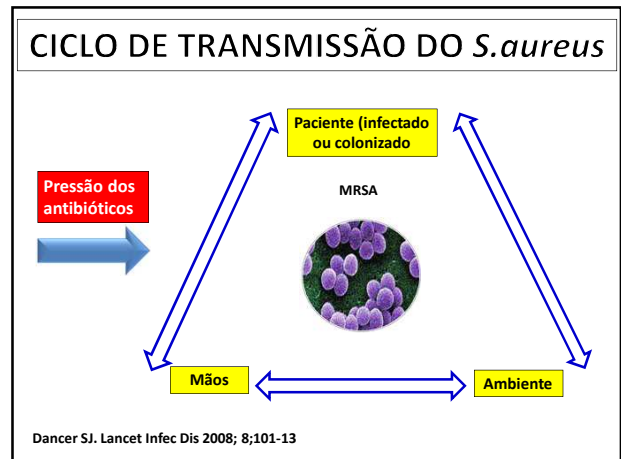 CICLO DE TRANSMISSÃO DO S.aureus
Paciente (infectado
ou colonizado
Pressão dos
antibióticos
MRSA
Mãos
Ambiente
Dancer SJ. Lancet Infec Dis 2008; 8;101-13